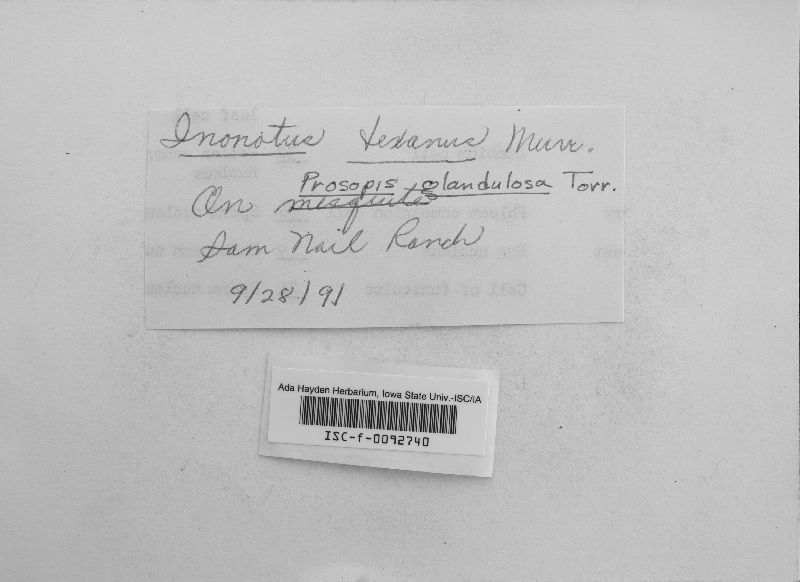 Inonotus texanus Murr.
Prosopis glandulosa Torr.
On mesquite
Sam Nail Ranch
9/28/91
Ada Hayden Herbarium, Iowa State Univ.-ISC/IA
ISC-f-0092740